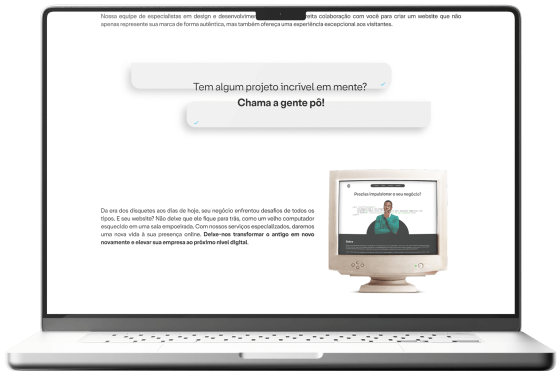 Nossa equipe de especialistas em design e desenvolvime reita colaboração com você para criar um website que não
apenas represente sua marca de forma autêntica, mas também ofereça uma experiência excepcional aos visitantes.
Tem algum projeto incrível em mente?
Chama a gente pô!
Da era dos disquetes aos dias de hoje, seu negócio enfrentou desafios de todos os
tipos. E seu website? Não deixe que ele fique para trás, como um velho computador
esquecido em uma sala empoeirada. Com nossos serviços especializados, daremos
uma nova vida à sua presença online. Deixe-nos transformar o antigo em novo
novamente e elevar sua empresa ao próximo nível digital.
Precisa impulsionar o seu negócio?